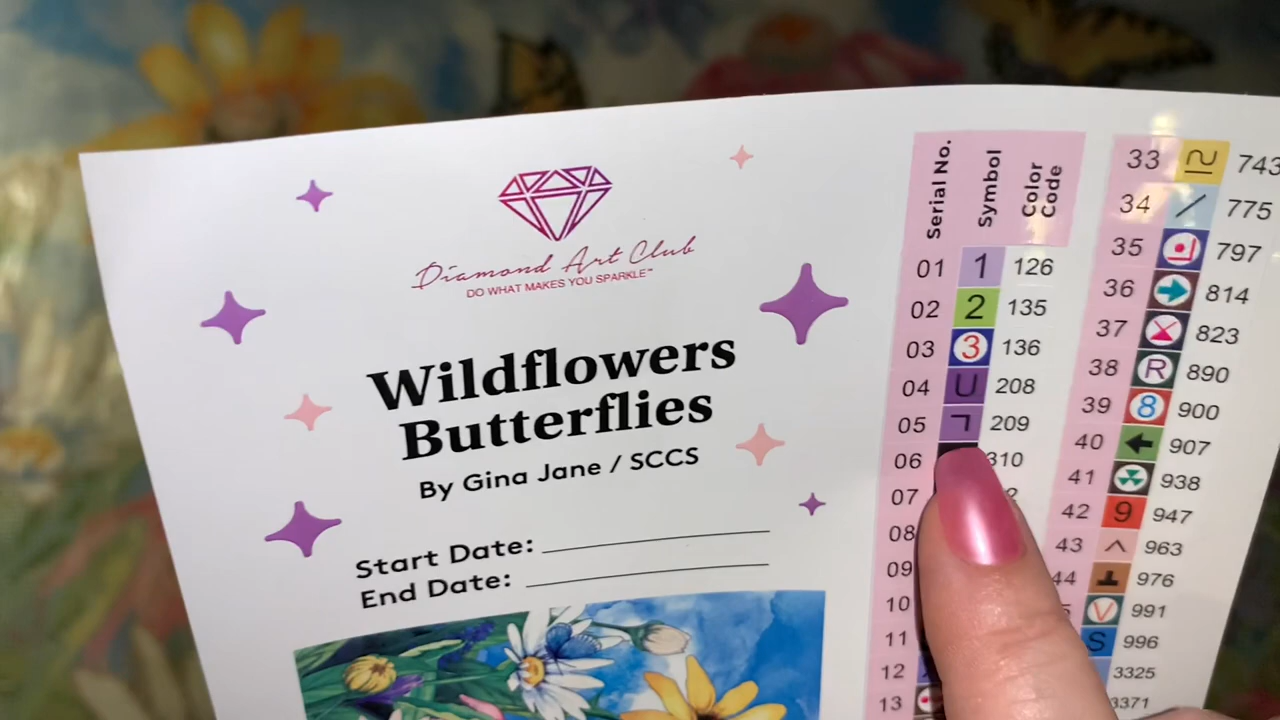 Diamond Art Club
DO WHAT MAKES YOU SPARKLE™
Wildflowers
Butterflies
By Gina Jane / SCCS
Start Date:
End Date:
Serial No. Symbol Color Code
01 1 126
02 2 135
03 3 136
04 U 208
05 ㄱ 209
06 310
07
08
09
10
11
12
13
33 743
34 / 775
35 797
36 814
37 823
38 R 890
39 8 900
40 907
41 938
42 9 947
43 ^ 963
44 976
V 991
S 996
3325
3371